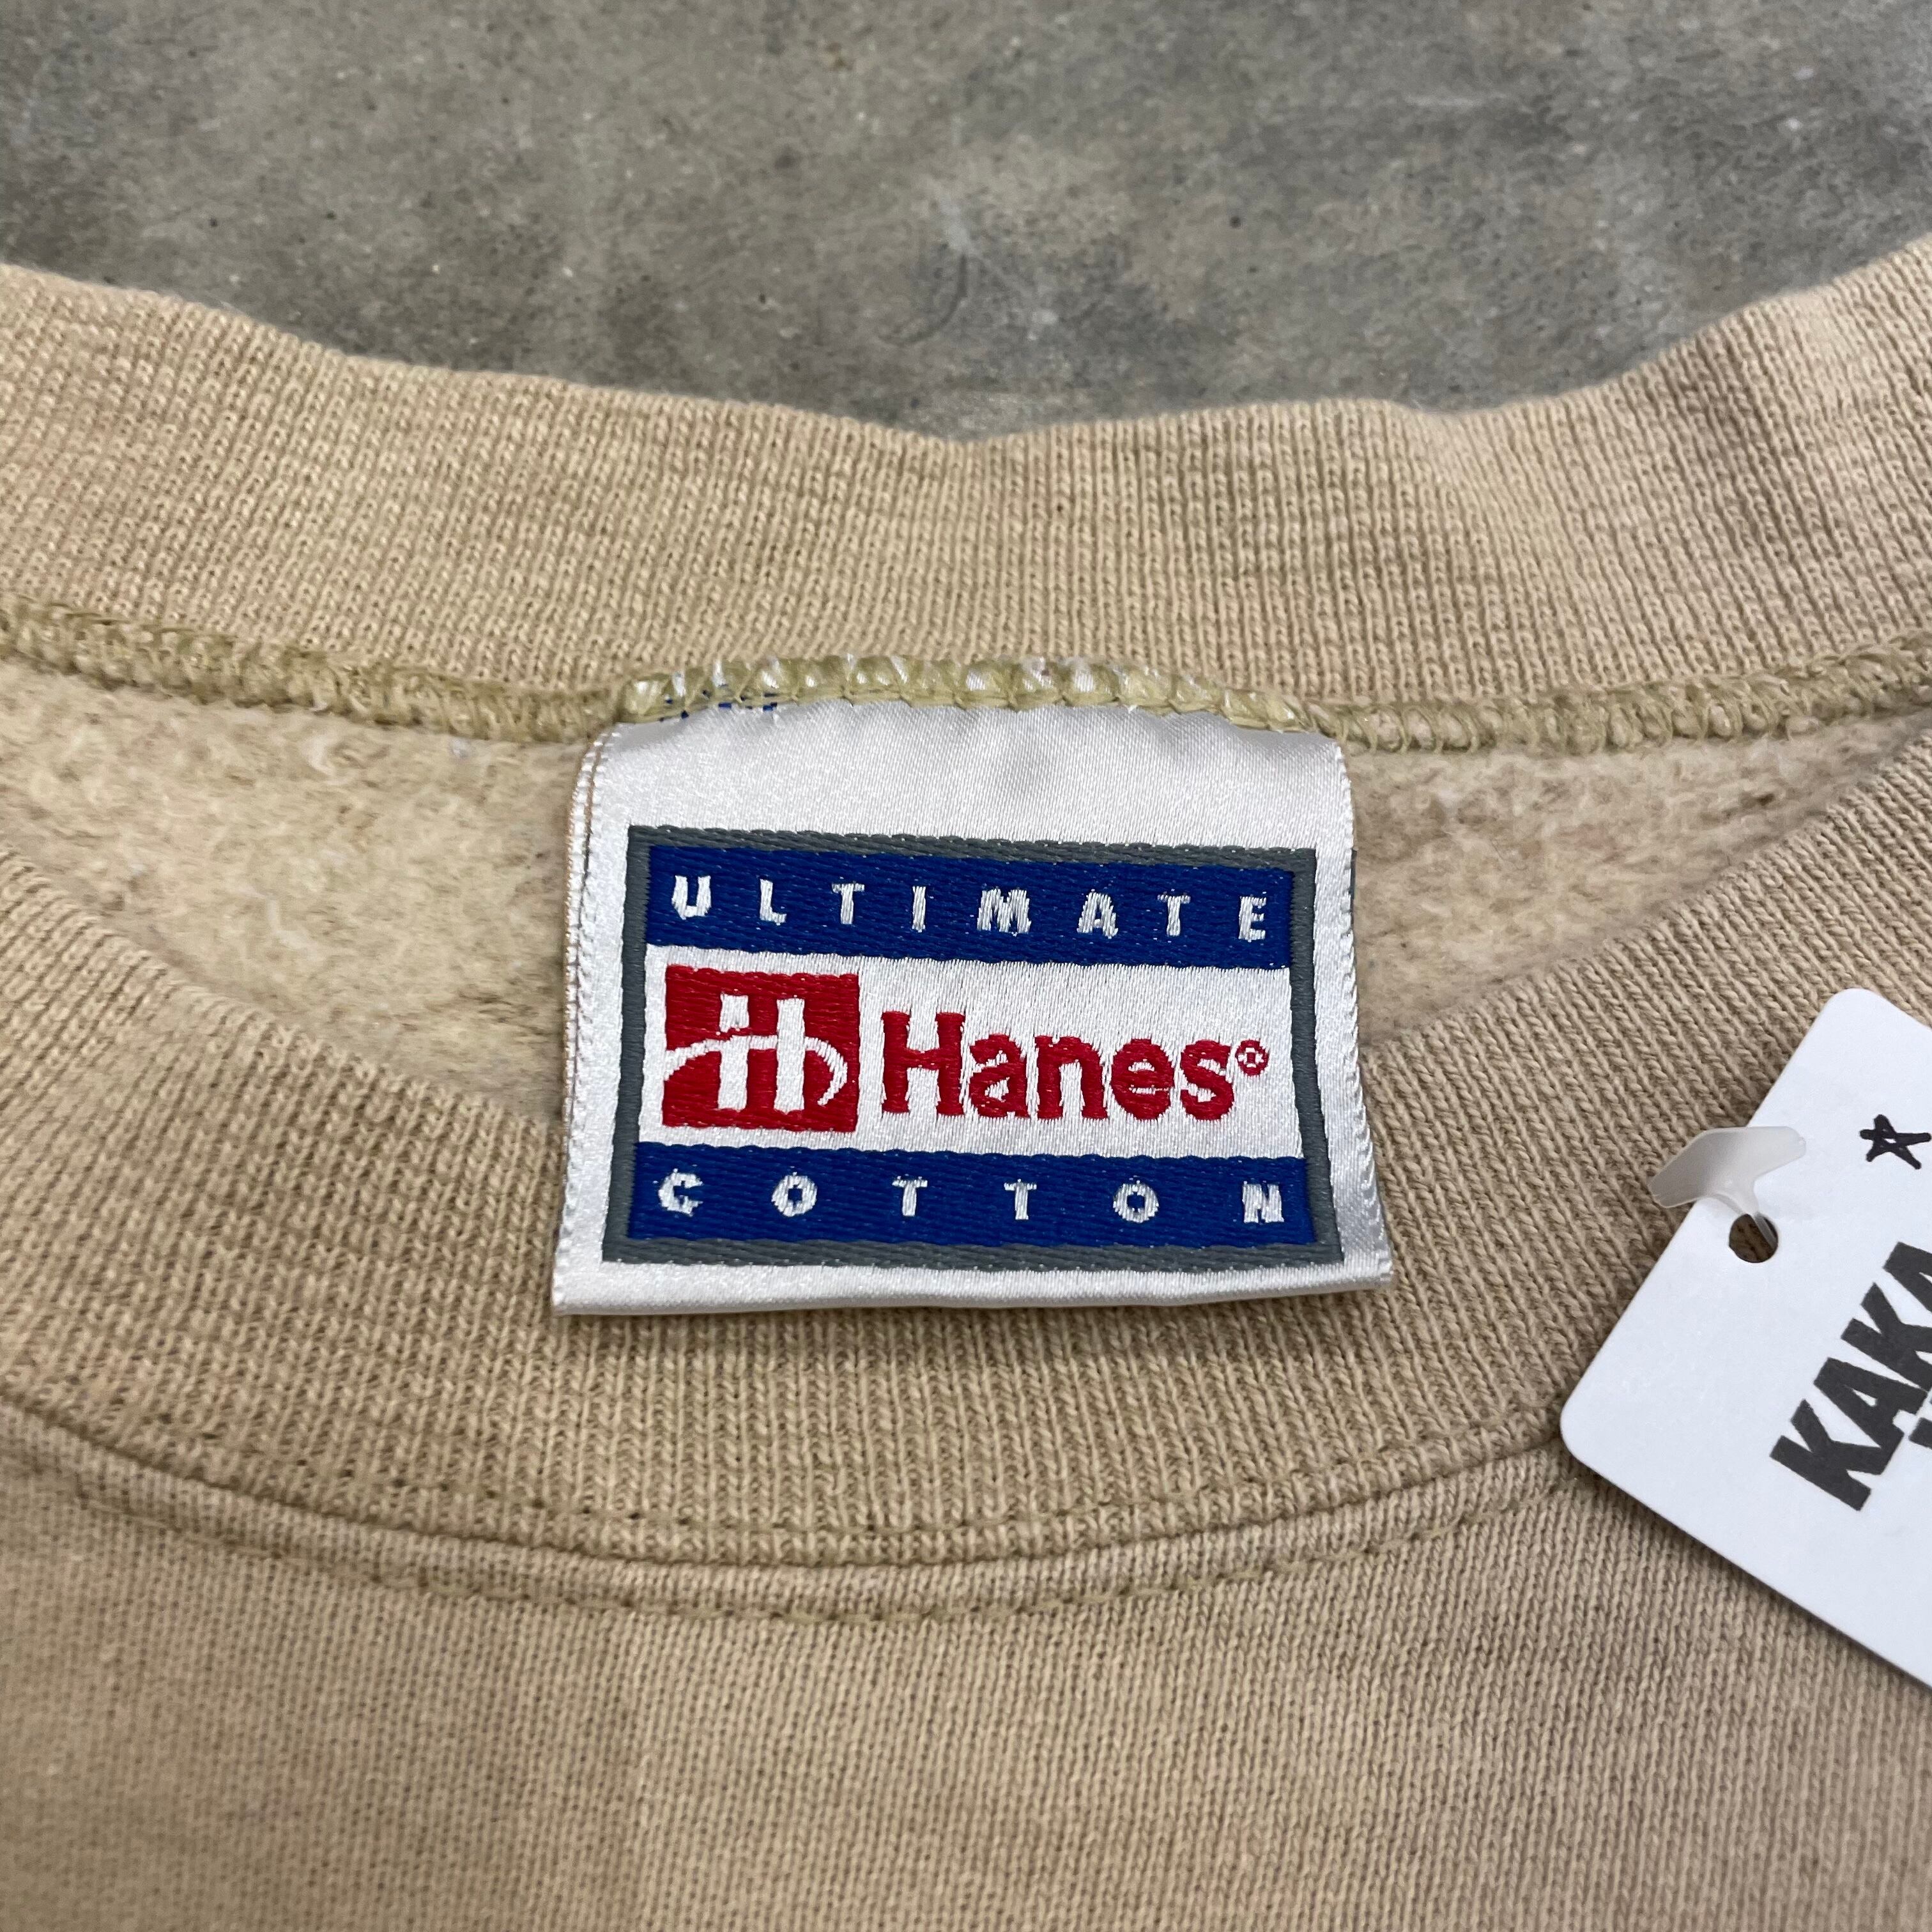 ULTIMATE
H Hanes®
COTTON
KAKA